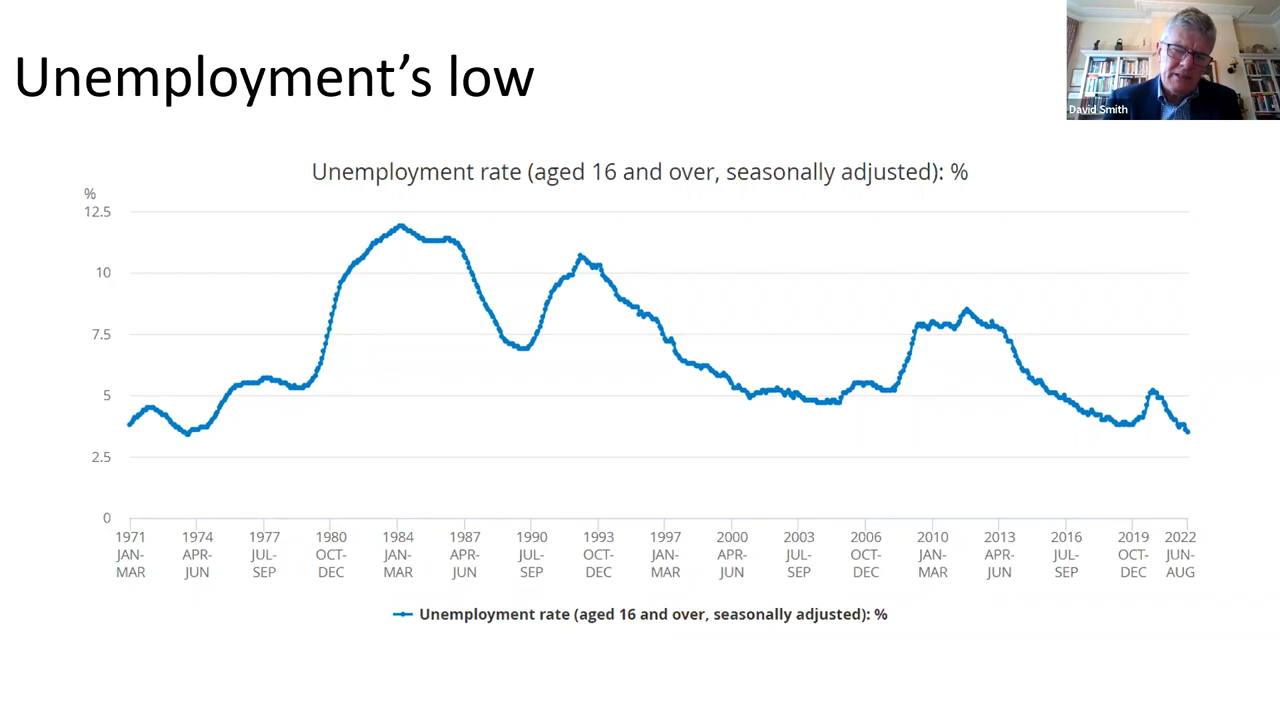 Unemployment’s low
David Smith
Unemployment rate (aged 16 and over, seasonally adjusted): %
%
12.5
10
7.5
5
2.5
0
1971 1974 1977 1980 1984 1987 1990 1993 1997 2000 2003 2006 2010 2013 2016 2019 2022
JAN- APR- JUL- OCT- JAN- APR- JUL- OCT- JAN- APR- JUL- OCT- JAN- APR- JUL- OCT- JUN-
MAR JUN SEP DEC MAR JUN SEP DEC MAR JUN SEP DEC MAR JUN SEP DEC AUG
Unemployment rate (aged 16 and over, seasonally adjusted): %